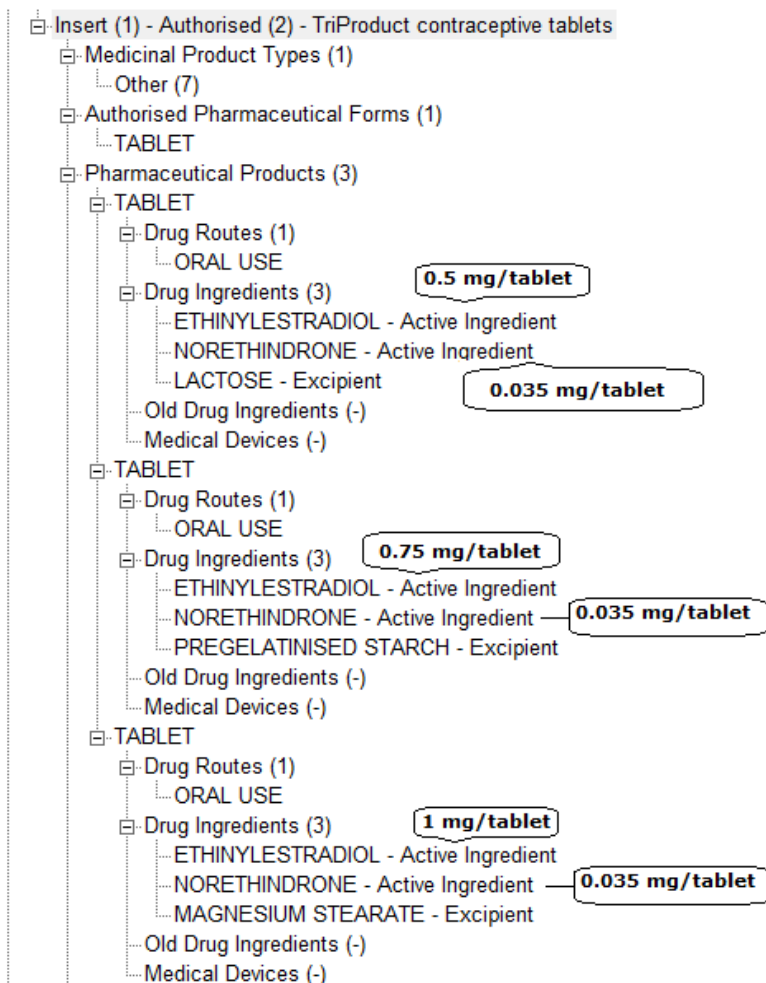 Insert (1) - Authorised (2) - TriProduct contraceptive tablets
Medicinal Product Types (1)
Other (7)
Authorised Pharmaceutical Forms (1)
TABLET
Pharmaceutical Products (3)
TABLET
Drug Routes (1)
ORAL USE
0.5 mg/tablet
Drug Ingredients (3)
ETHINYLESTRADIOL - Active Ingredient
NORETHINDRONE - Active Ingredient
LACTOSE - Excipient
0.035 mg/tablet
Old Drug Ingredients (-)
Medical Devices (-)
TABLET
Drug Routes (1)
ORAL USE
Drug Ingredients (3) 0.75 mg/tablet
ETHINYLESTRADIOL - Active Ingredient
NORETHINDRONE - Active Ingredient 0.035 mg/tablet
PREGELATINISED STARCH - Excipient
Old Drug Ingredients (-)
Medical Devices (-)
TABLET
Drug Routes (1)
ORAL USE
Drug Ingredients (3) 1 mg/tablet
ETHINYLESTRADIOL - Active Ingredient
NORETHINDRONE - Active Ingredient 0.035 mg/tablet
MAGNESIUM STEARATE - Excipient
Old Drug Ingredients (-)
Medical Devices (-)